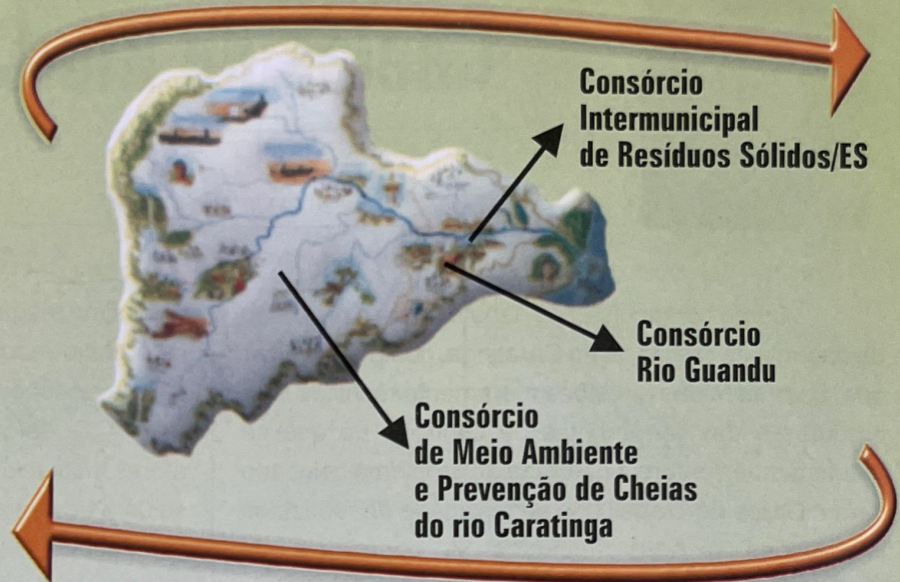 Consórcio
Intermunicipal
de Resíduos Sólidos/ES
Consórcio
Rio Guandu
Consórcio
de Meio Ambiente
e Prevenção de Cheias
do rio Caratinga